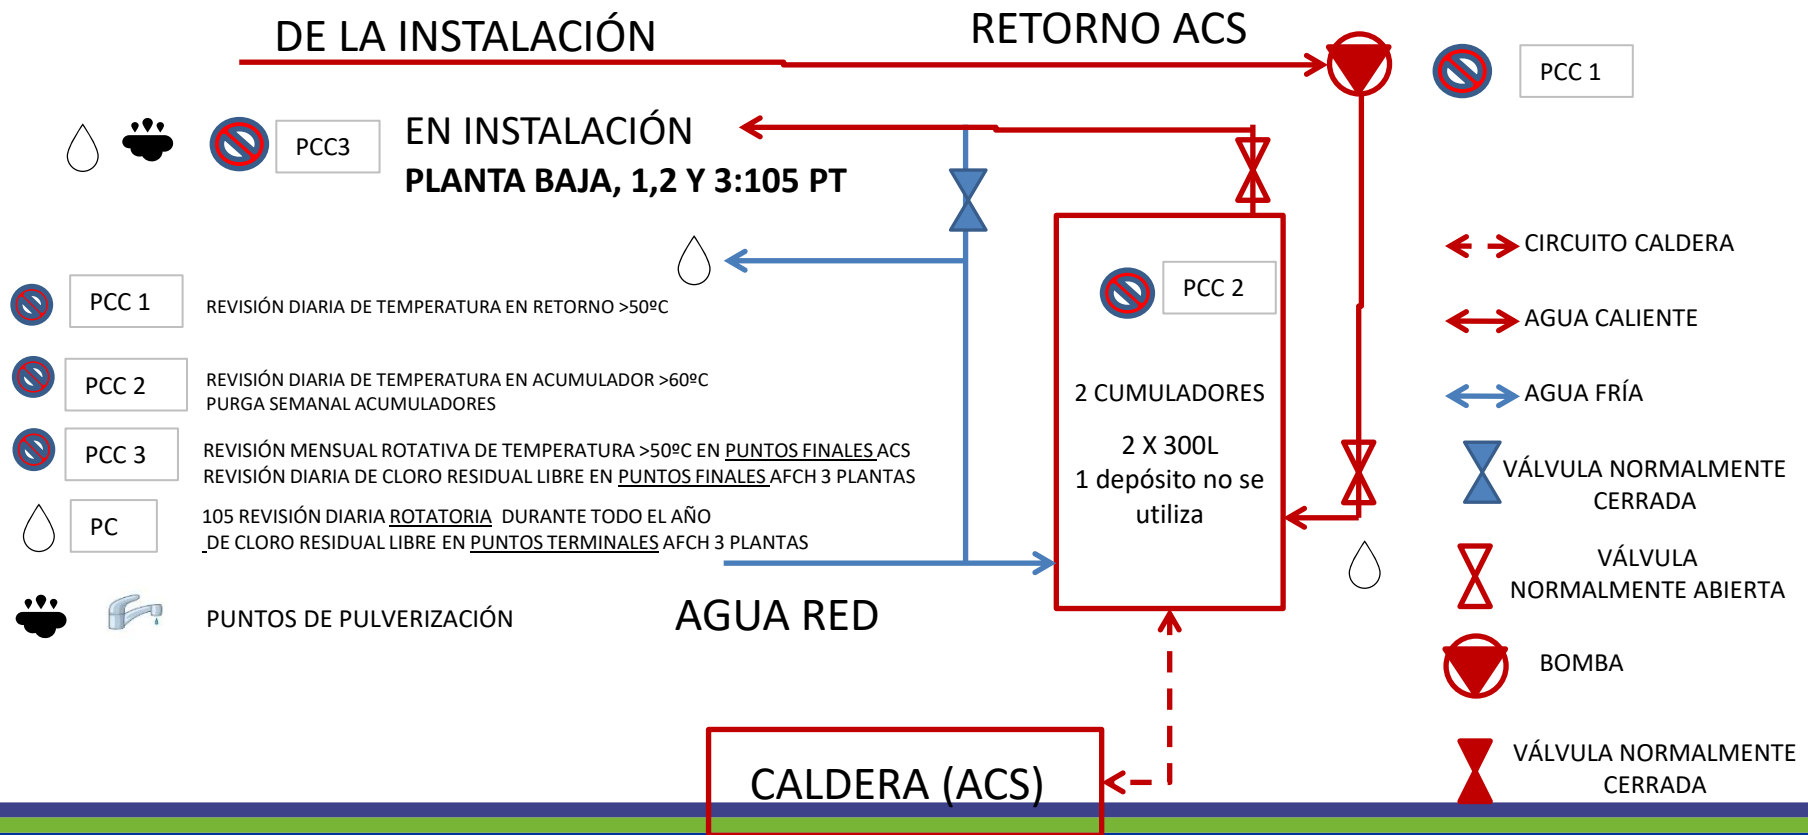 DE LA INSTALACIÓN
RETORNO ACS
PCC 1
PCC3
EN INSTALACIÓN
PLANTA BAJA, 1,2 Y 3:105 PT
PCC 2
2 CUMULADORES
2 X 300L
1 depósito no se
utiliza
PCC 1
REVISIÓN DIARIA DE TEMPERATURA EN RETORNO >50ºC
PCC 2
REVISIÓN DIARIA DE TEMPERATURA EN ACUMULADOR >60ºC
PURGA SEMANAL ACUMULADORES
PCC 3
REVISIÓN MENSUAL ROTATIVA DE TEMPERATURA >50ºC EN PUNTOS FINALES ACS
REVISIÓN DIARIA DE CLORO RESIDUAL LIBRE EN PUNTOS FINALES AFCH 3 PLANTAS
PC
105 REVISIÓN DIARIA ROTATORIA DURANTE TODO EL AÑO
DE CLORO RESIDUAL LIBRE EN PUNTOS TERMINALES AFCH 3 PLANTAS
PUNTOS DE PULVERIZACIÓN
AGUA RED
CALDERA (ACS)
CIRCUITO CALDERA
AGUA CALIENTE
AGUA FRÍA
VÁLVULA NORMALMENTE
CERRADA
VÁLVULA
NORMALMENTE ABIERTA
BOMBA
VÁLVULA NORMALMENTE
CERRADA